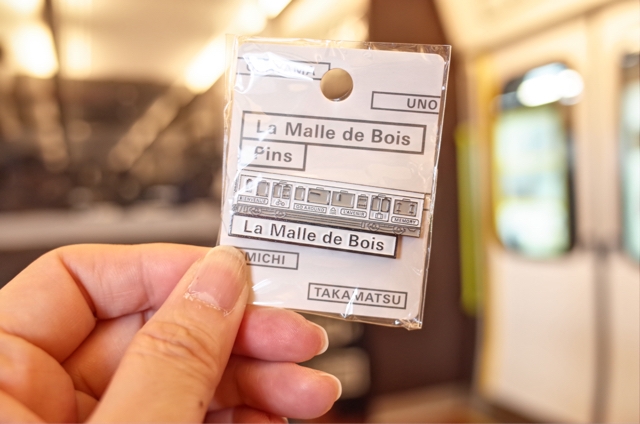 UNO
La Malle de Bois
Pins
La Malle de Bois
MICHI
TAKAMATSU